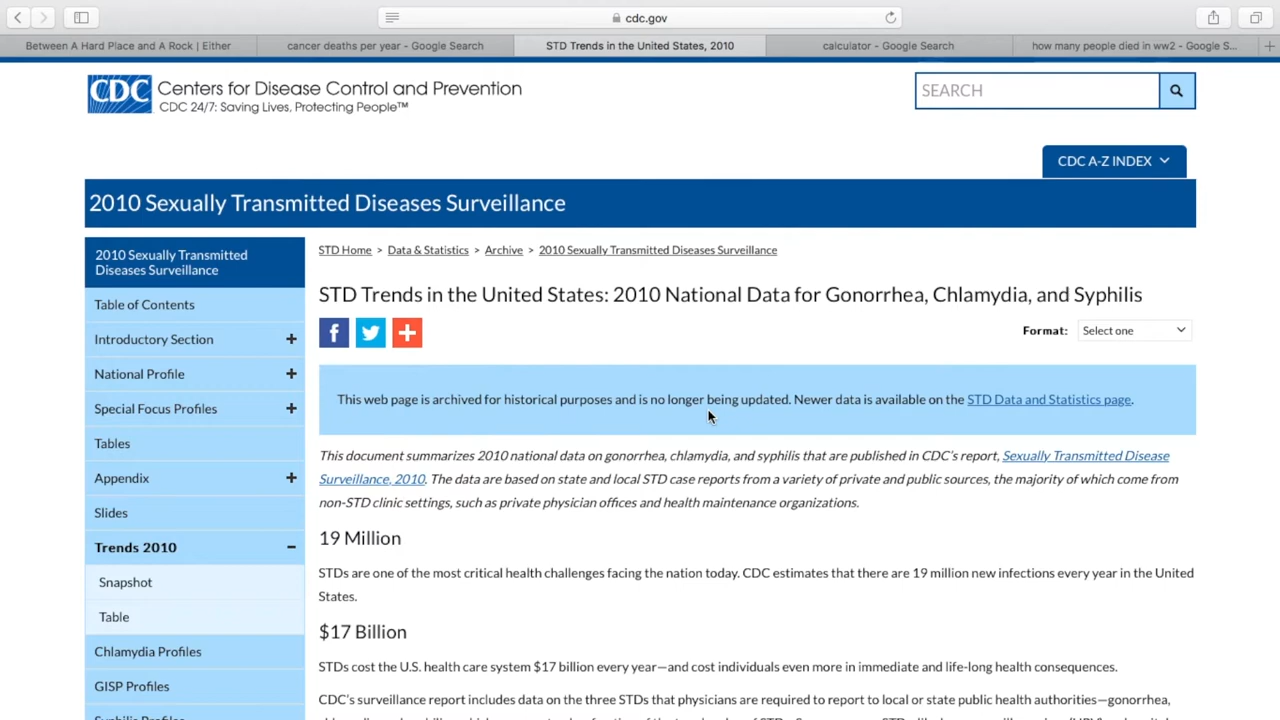 cdc.gov
Between A Hard Place and A Rock | Either
cancer deaths per year - Google Search
STD Trends in the United States, 2010
calculator - Google Search
how many people died in ww2 - Google S...
CDC
Centers for Disease Control and Prevention
CDC 24/7: Saving Lives, Protecting People™
SEARCH
CDC A-Z INDEX
2010 Sexually Transmitted Diseases Surveillance
2010 Sexually Transmitted
Diseases Surveillance
Table of Contents
Introductory Section
National Profile
Special Focus Profiles
Tables
Appendix
Slides
Trends 2010
Snapshot
Table
Chlamydia Profiles
GISP Profiles
Syphilis Profiles
STD Home > Data & Statistics > Archive > 2010 Sexually Transmitted Diseases Surveillance
STD Trends in the United States: 2010 National Data for Gonorrhea, Chlamydia, and Syphilis
Format: Select one
This web page is archived for historical purposes and is no longer being updated. Newer data is available on the STD Data and Statistics page.
This document summarizes 2010 national data on gonorrhea, chlamydia, and syphilis that are published in CDC's report, Sexually Transmitted Disease
Surveillance, 2010. The data are based on state and local STD case reports from a variety of private and public sources, the majority of which come from
non-STD clinic settings, such as private physician offices and health maintenance organizations.
19 Million
STDs are one of the most critical health challenges facing the nation today. CDC estimates that there are 19 million new infections every year in the United
States.
$17 Billion
STDs cost the U.S. health care system $17 billion every year—and cost individuals even more in immediate and life-long health consequences.
CDC's surveillance report includes data on the three STDs that physicians are required to report to local or state public health authorities—gonorrhea,